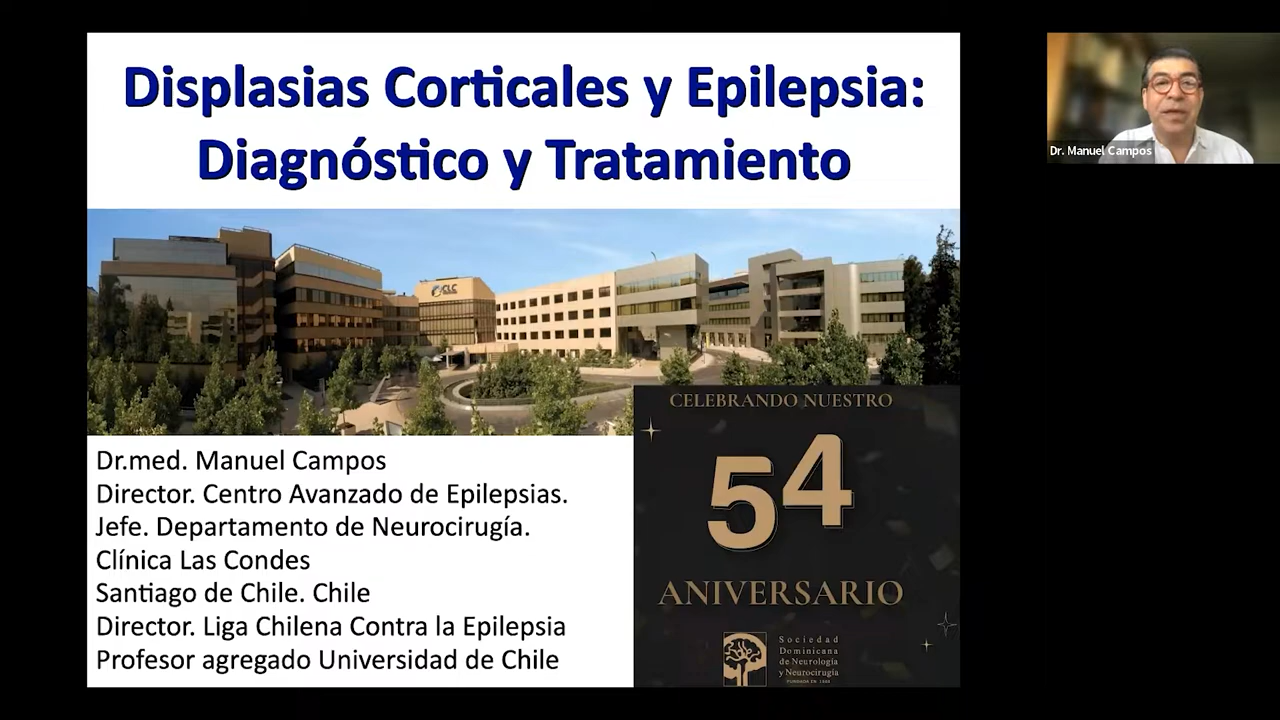 Displasias Corticales y Epilepsia:
Diagnóstico y Tratamiento
Dr. Manuel Campos
CLC
Dr.med. Manuel Campos
Director. Centro Avanzado de Epilepsias.
Jefe. Departamento de Neurocirugía.
Clínica Las Condes
Santiago de Chile. Chile
Director. Liga Chilena Contra la Epilepsia
Profesor agregado Universidad de Chile
CELEBRANDO NUESTRO
54
ANIVERSARIO
Sociedad
Dominicana
de Neurología
y Neurocirugía